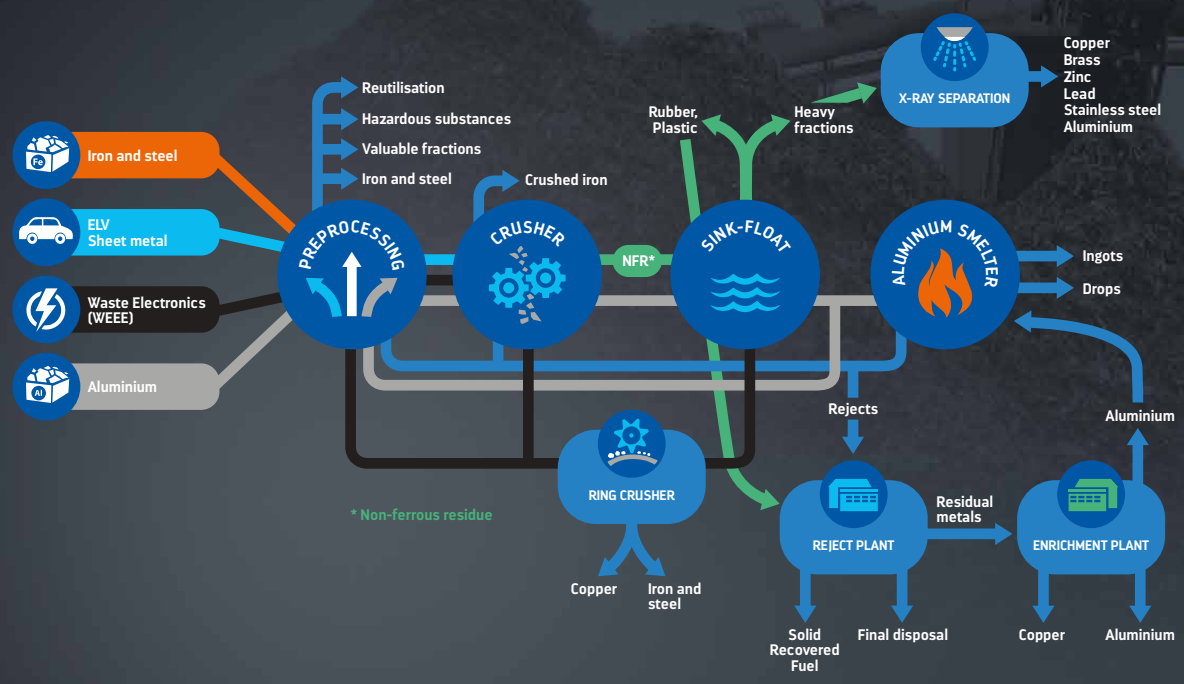 Copper
Brass
Zinc
Lead
Stainless steel
Aluminium
X-RAY SEPARATION
Reutilisation
Hazardous substances
Valuable fractions
Iron and steel
Rubber,
Plastic
Heavy
fractions
Crushed iron
Fe
Iron and steel
ELV
Sheet metal
Waste Electronics
(WEEE)
Al
Aluminium
PREPROCESSING
CRUSHER
NFR*
SINK-FLOAT
ALUMINIUM SMELTER
Ingots
Drops
Rejects
Aluminium
RING CRUSHER
* Non-ferrous residue
Copper
Iron and
steel
REJECT PLANT
Residual
metals
ENRICHMENT PLANT
Solid
Recovered
Fuel
Final disposal
Copper
Aluminium